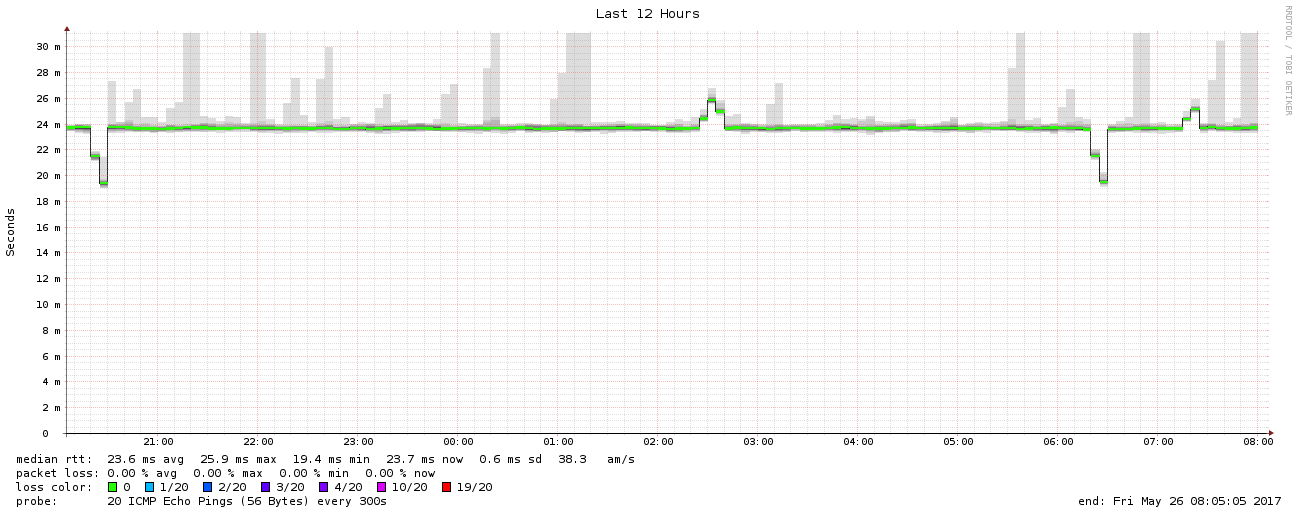 Last 12 Hours
RRDTOOL / TOBI OETIKER
Seconds
30 m
28 m
26 m
24 m
22 m
20 m
18 m
16 m
14 m
12 m
10 m
8 m
6 m
4 m
2 m
0
21:00 22:00 23:00 00:00 01:00 02:00 03:00 04:00 05:00 06:00 07:00 08:00
median rtt: 23.6 ms avg 25.9 ms max 19.4 ms min 23.7 ms now 0.6 ms sd 38.3 am/s
packet loss: 0.00 % avg 0.00 % max 0.00 % min 0.00 % now
loss color: 0 1/20 2/20 3/20 4/20 10/20 19/20
probe: 20 ICMP Echo Pings (56 Bytes) every 300s end: Fri May 26 08:05:05 2017